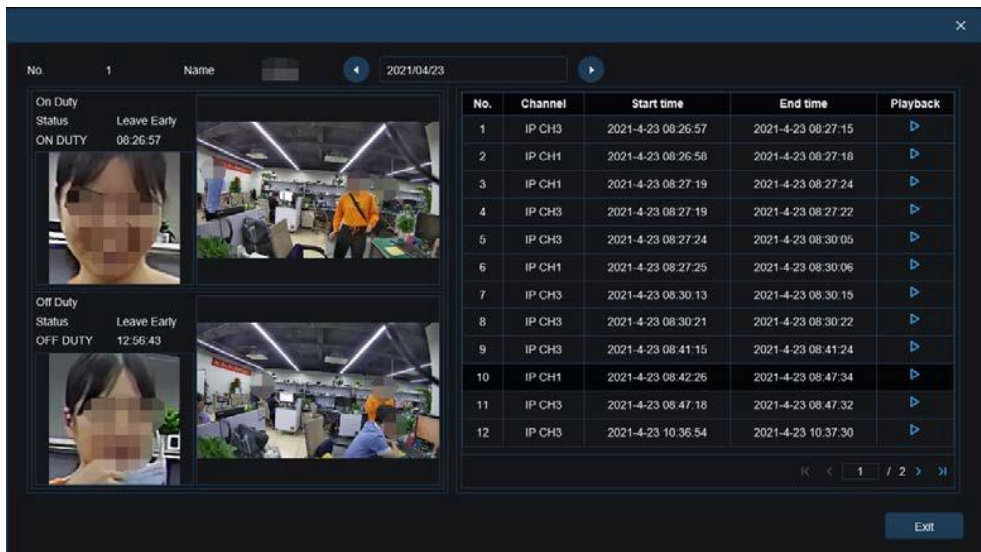 No. 1 Name 2021/04/23
On Duty
Status Leave Early
ON DUTY 08:26:57
Off Duty
Status Leave Early
OFF DUTY 12:56:43
No. Channel Start time End time Playback
1 IP CH3 2021-4-23 08:26:57 2021-4-23 08:27:15
2 IP CH1 2021-4-23 08:26:58 2021-4-23 08:27:18
3 IP CH1 2021-4-23 08:27:19 2021-4-23 08:27:24
4 IP CH3 2021-4-23 08:27:19 2021-4-23 08:27:22
5 IP CH3 2021-4-23 08:27:24 2021-4-23 08:30:05
6 IP CH1 2021-4-23 08:27:25 2021-4-23 08:30:06
7 IP CH3 2021-4-23 08:30:13 2021-4-23 08:30:15
8 IP CH3 2021-4-23 08:30:21 2021-4-23 08:30:22
9 IP CH3 2021-4-23 08:41:15 2021-4-23 08:41:24
10 IP CH1 2021-4-23 08:42:26 2021-4-23 08:47:34
11 IP CH3 2021-4-23 08:47:18 2021-4-23 08:47:32
12 IP CH3 2021-4-23 10:36:54 2021-4-23 10:37:30
1 / 2
Exit